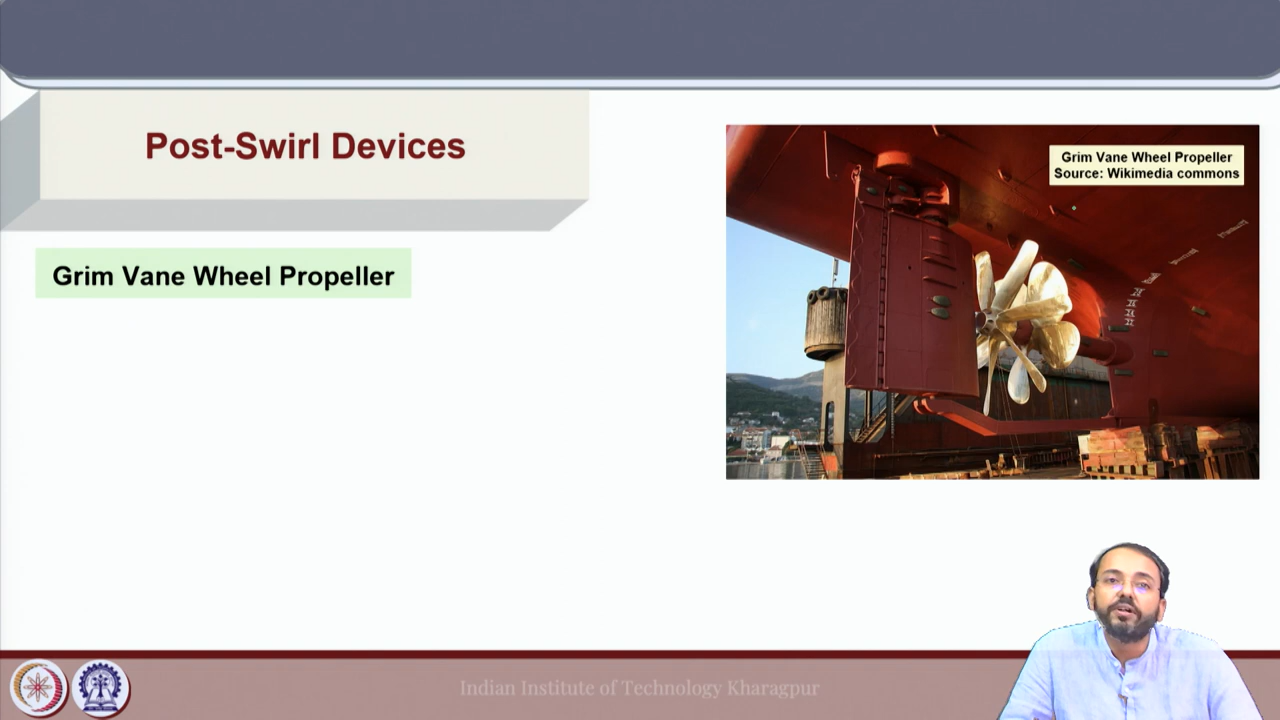 Post-Swirl Devices
Grim Vane Wheel Propeller
Grim Vane Wheel Propeller
Source: Wikimedia commons
Indian Institute of Technology Kharagpur